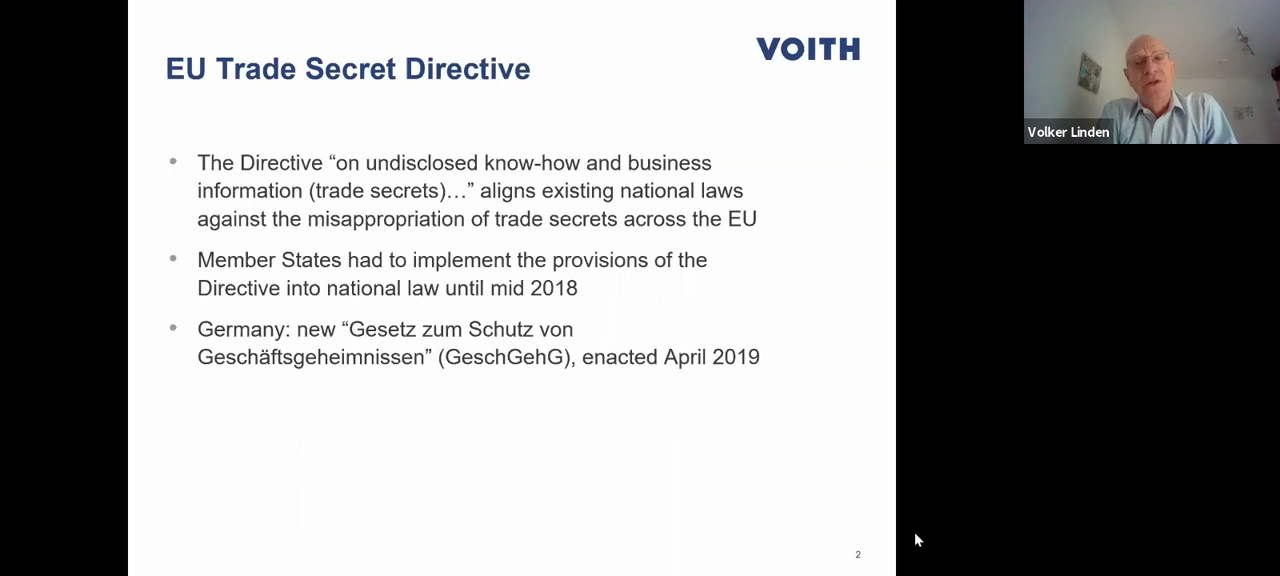 VOITH
EU Trade Secret Directive
• The Directive “on undisclosed know-how and business
information (trade secrets)…” aligns existing national laws
against the misappropriation of trade secrets across the EU
• Member States had to implement the provisions of the
Directive into national law until mid 2018
• Germany: new “Gesetz zum Schutz von
Geschäftsgeheimnissen” (GeschGehG), enacted April 2019
2
Volker Linden